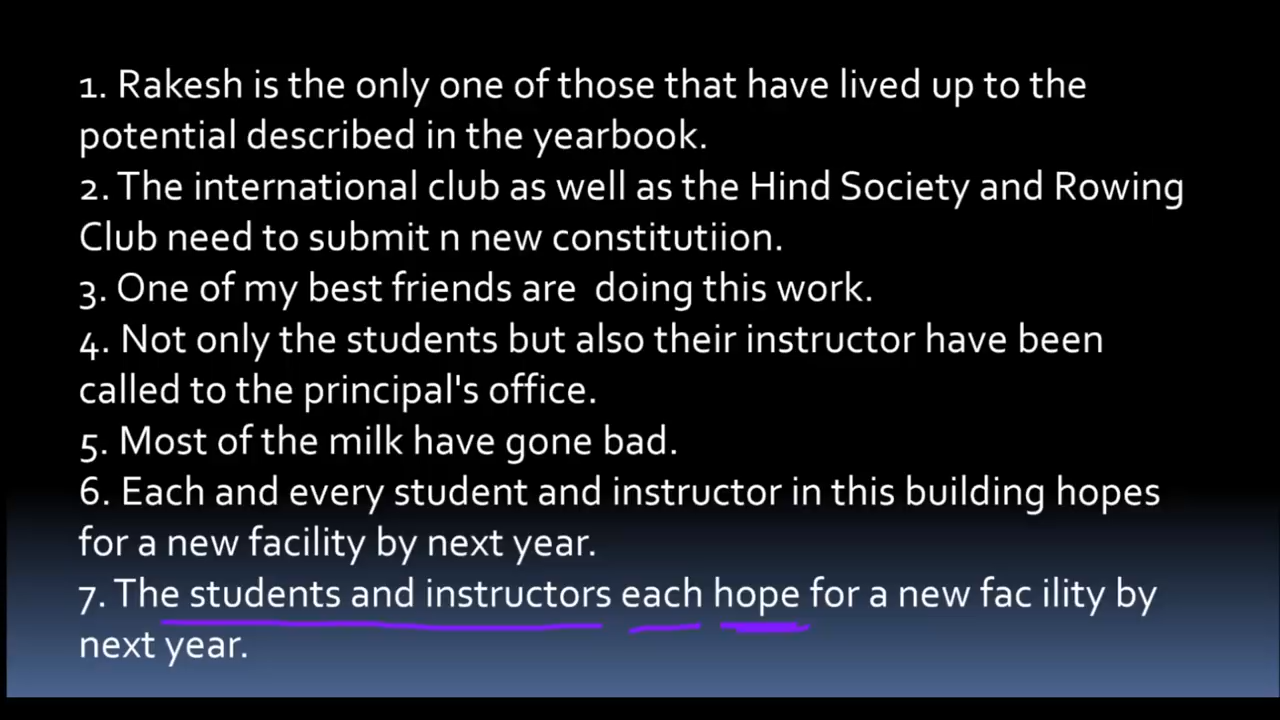 1. Rakesh is the only one of those that have lived up to the
potential described in the yearbook.
2. The international club as well as the Hind Society and Rowing
Club need to submit n new constitutiion.
3. One of my best friends are  doing this work.
4. Not only the students but also their instructor have been
called to the principal's office.
5. Most of the milk have gone bad.
6. Each and every student and instructor in this building hopes
for a new facility by next year.
7. The students and instructors each hope for a new fac ility by
next year.